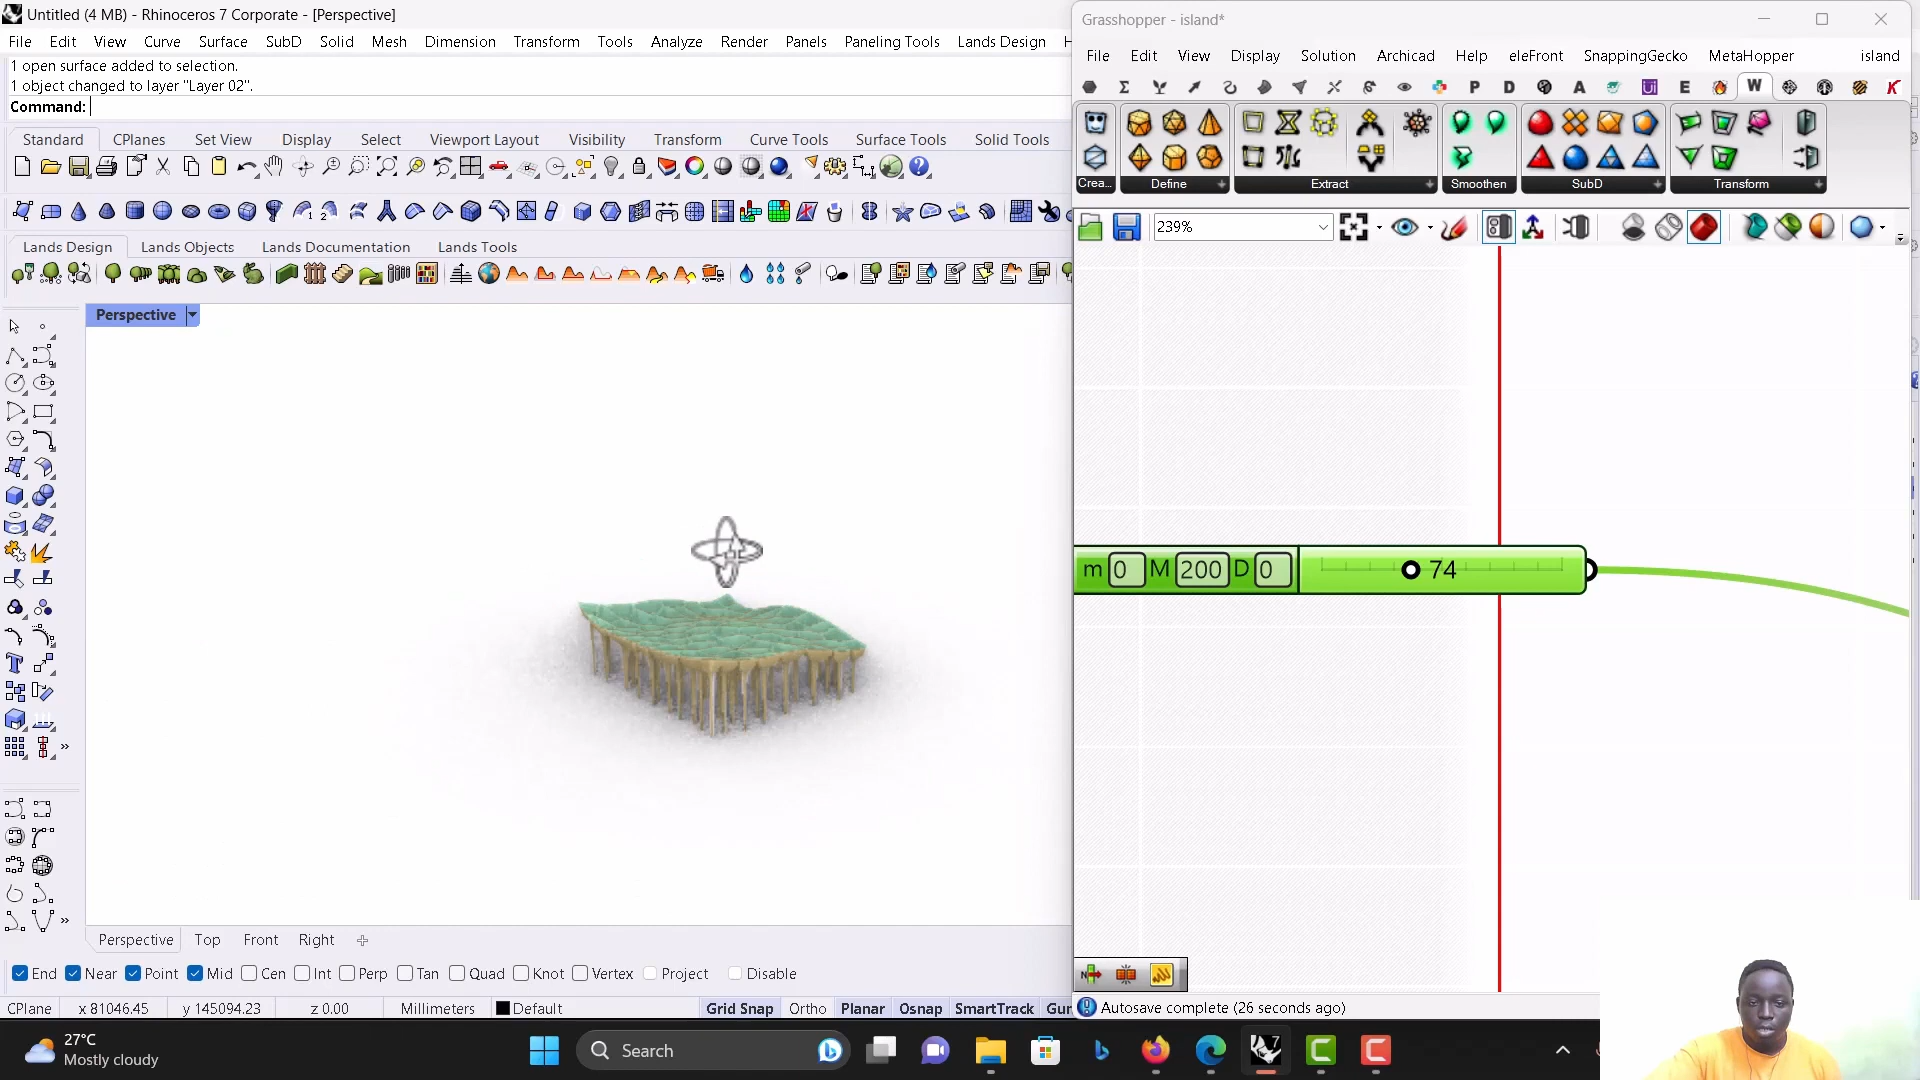 Untitled (4 MB) - Rhinoceros 7 Corporate - [Perspective]
File Edit View Curve Surface SubD Solid Mesh Dimension Transform Tools Analyze Render Panels Paneling Tools Lands Design
1 open surface added to selection.
1 object changed to layer "Layer 02".
Command:
Standard CPlanes Set View Display Select Viewport Layout Visibility Transform Curve Tools Surface Tools Solid Tools
Lands Design Lands Objects Lands Documentation Lands Tools
Perspective
Perspective Top Front Right
End Near Point Mid Cen Int Perp Tan Quad Knot Vertex Project Disable
CPlane x 81046.45 y 145094.23 z 0.00 Millimeters Default Grid Snap Ortho Planar Osnap SmartTrack Gum
Grasshopper - island*
File Edit View Display Solution Archicad Help eleFront SnappingGecko MetaHopper island
P D A UI E W K
Crea... Define Extract Smoothen SubD Transform
239%
m 0 M 200 D 0 74
Autosave complete (26 seconds ago)
27°C
Mostly cloudy
Search